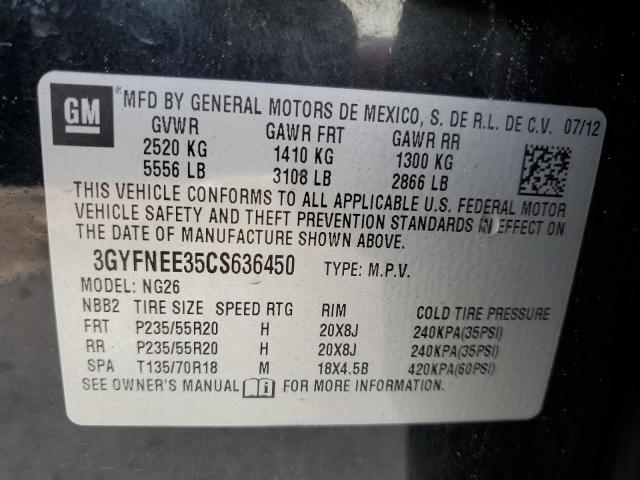 GM ® MFD BY GENERAL MOTORS DE MEXICO, S. DE R.L. DE C.V. 07/12
GVWR GAWR FRT GAWR RR
2520 KG 1410 KG 1300 KG
5556 LB 3108 LB 2866 LB
THIS VEHICLE CONFORMS TO ALL APPLICABLE U.S. FEDERAL MOTOR
VEHICLE SAFETY AND THEFT PREVENTION STANDARDS IN EFFECT ON
THE DATE OF MANUFACTURE SHOWN ABOVE.
3GYFNEE35CS636450 TYPE: M.P.V.
MODEL: NG26
NBB2 TIRE SIZE SPEED RTG RIM COLD TIRE PRESSURE
FRT P235/55R20 H 20X8J 240KPA(35PSI)
RR P235/55R20 H 20X8J 240KPA(35PSI)
SPA T135/70R18 M 18X4.5B 420KPA(60PSI)
SEE OWNER'S MANUAL i FOR MORE INFORMATION.